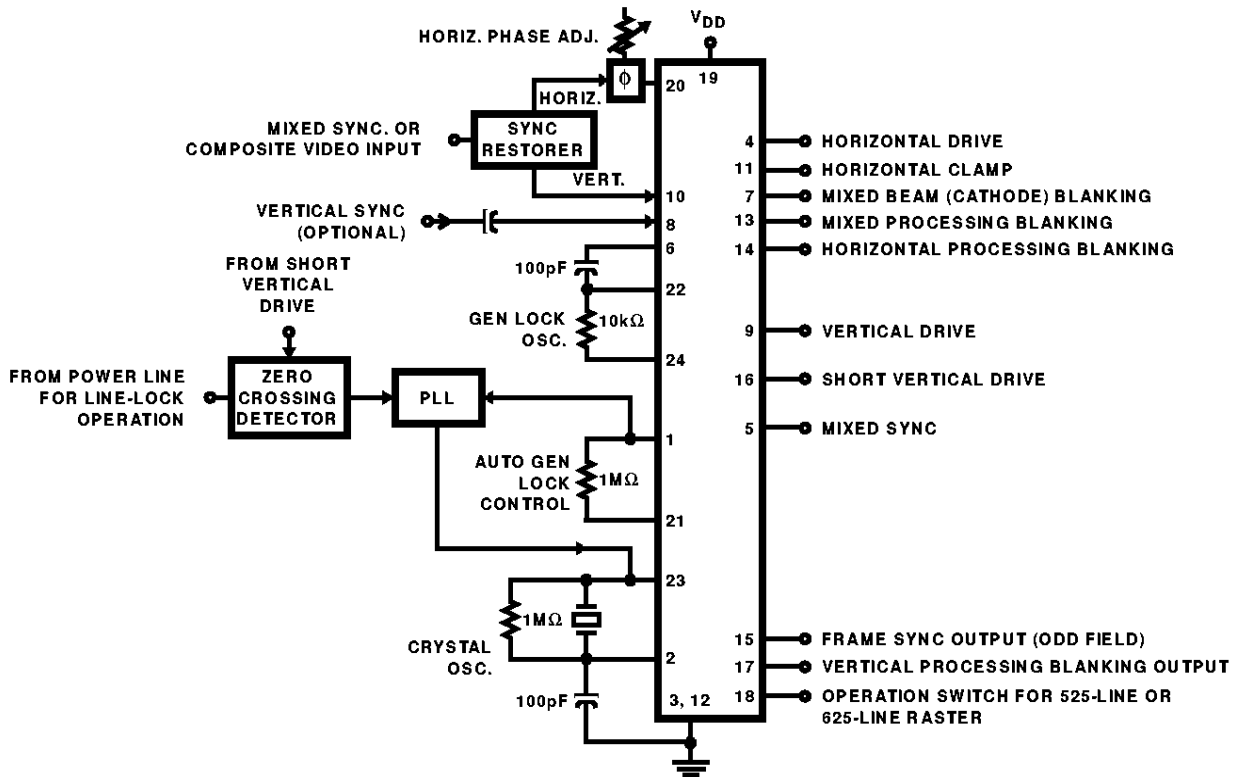 HORIZ. PHASE ADJ.
VDD
ϕ
20
19
HORIZ.
MIXED SYNC. OR
COMPOSITE VIDEO INPUT
SYNC
RESTORER
VERT.
10
VERTICAL SYNC
(OPTIONAL)
8
6
FROM SHORT
VERTICAL
DRIVE
100pF
22
GEN LOCK
OSC.
10kΩ
24
FROM POWER LINE
FOR LINE-LOCK
OPERATION
ZERO
CROSSING
DETECTOR
PLL
1
AUTO GEN
LOCK
CONTROL
1MΩ
21
23
1MΩ
CRYSTAL
OSC.
2
100pF
3, 12
4 HORIZONTAL DRIVE
11 HORIZONTAL CLAMP
7 MIXED BEAM (CATHODE) BLANKING
13 MIXED PROCESSING BLANKING
14 HORIZONTAL PROCESSING BLANKING
9 VERTICAL DRIVE
16 SHORT VERTICAL DRIVE
5 MIXED SYNC
15 FRAME SYNC OUTPUT (ODD FIELD)
17 VERTICAL PROCESSING BLANKING OUTPUT
18 OPERATION SWITCH FOR 525-LINE OR
625-LINE RASTER